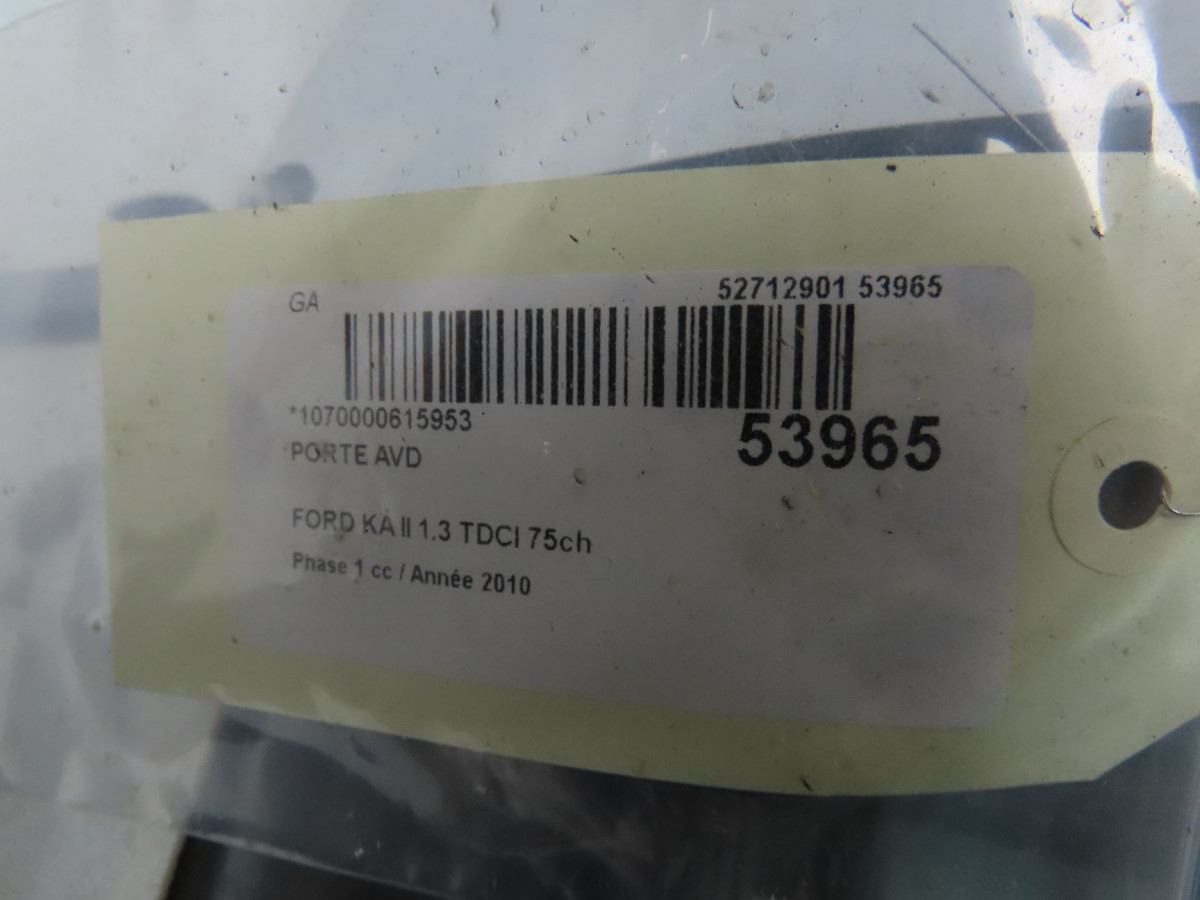 GA 52712901 53965
*1070000615953
53965
PORTE AVD
FORD KA II 1.3 TDCI 75ch
Phase 1 cc / Année 2010